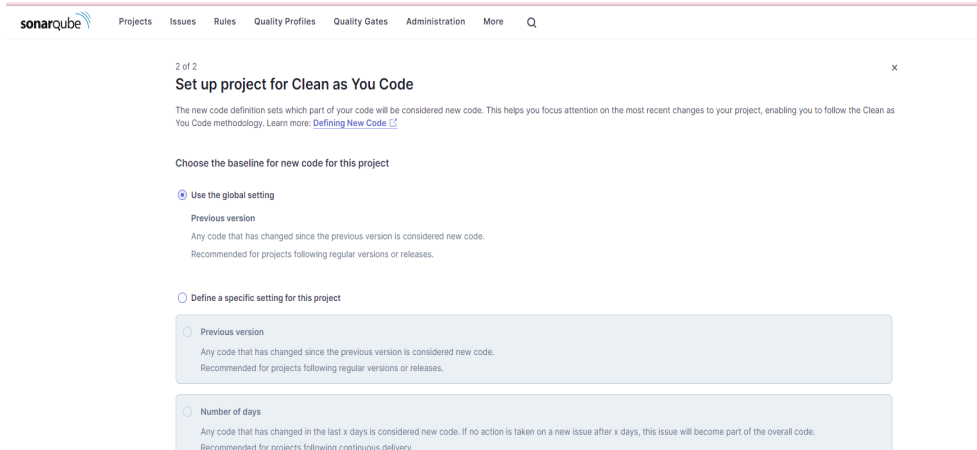 sonarqube
Projects Issues Rules Quality Profiles Quality Gates Administration More
2 of 2
Set up project for Clean as You Code
The new code definition sets which part of your code will be considered new code. This helps you focus attention on the most recent changes to your project, enabling you to follow the Clean as
You Code methodology. Learn more: Defining New Code
Choose the baseline for new code for this project
Use the global setting
Previous version
Any code that has changed since the previous version is considered new code.
Recommended for projects following regular versions or releases.
Define a specific setting for this project
Previous version
Any code that has changed since the previous version is considered new code.
Recommended for projects following regular versions or releases.
Number of days
Any code that has changed in the last x days is considered new code. If no action is taken on a new issue after x days, this issue will become part of the overall code.
Recommended for projects following continuous delivery.